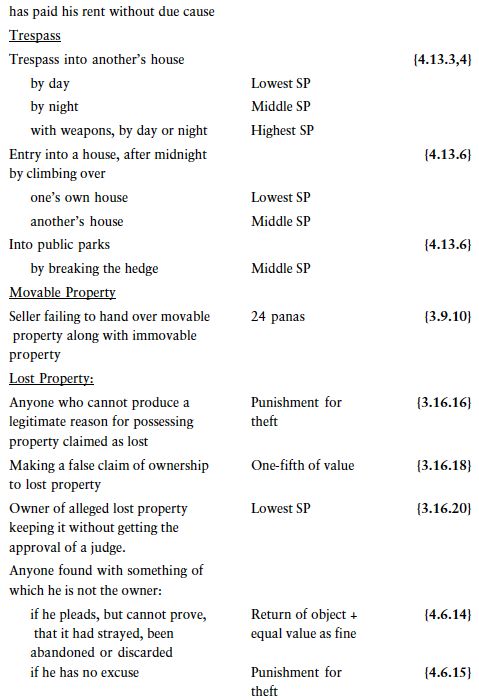 has paid his rent without due cause
Trespass
Trespass into another's house {4.13.3,4}
by day Lowest SP
by night Middle SP
with weapons, by day or night Highest SP
Entry into a house, after midnight {4.13.6}
by climbing over
one's own house Lowest SP
another's house Middle SP
Into public parks {4.13.6}
by breaking the hedge Middle SP
Movable Property
Seller failing to hand over movable 24 panas {3.9.10}
property along with immovable
property
Lost Property:
Anyone who cannot produce a Punishment for {3.16.16}
legitimate reason for possessing theft
property claimed as lost
Making a false claim of ownership One-fifth of value {3.16.18}
to lost property
Owner of alleged lost property Lowest SP {3.16.20}
keeping it without getting the
approval of a judge.
Anyone found with something of
which he is not the owner:
if he pleads, but cannot prove, Return of object + {4.6.14}
that it had strayed, been equal value as fine
abandoned or discarded
if he has no excuse Punishment for {4.6.15}
theft